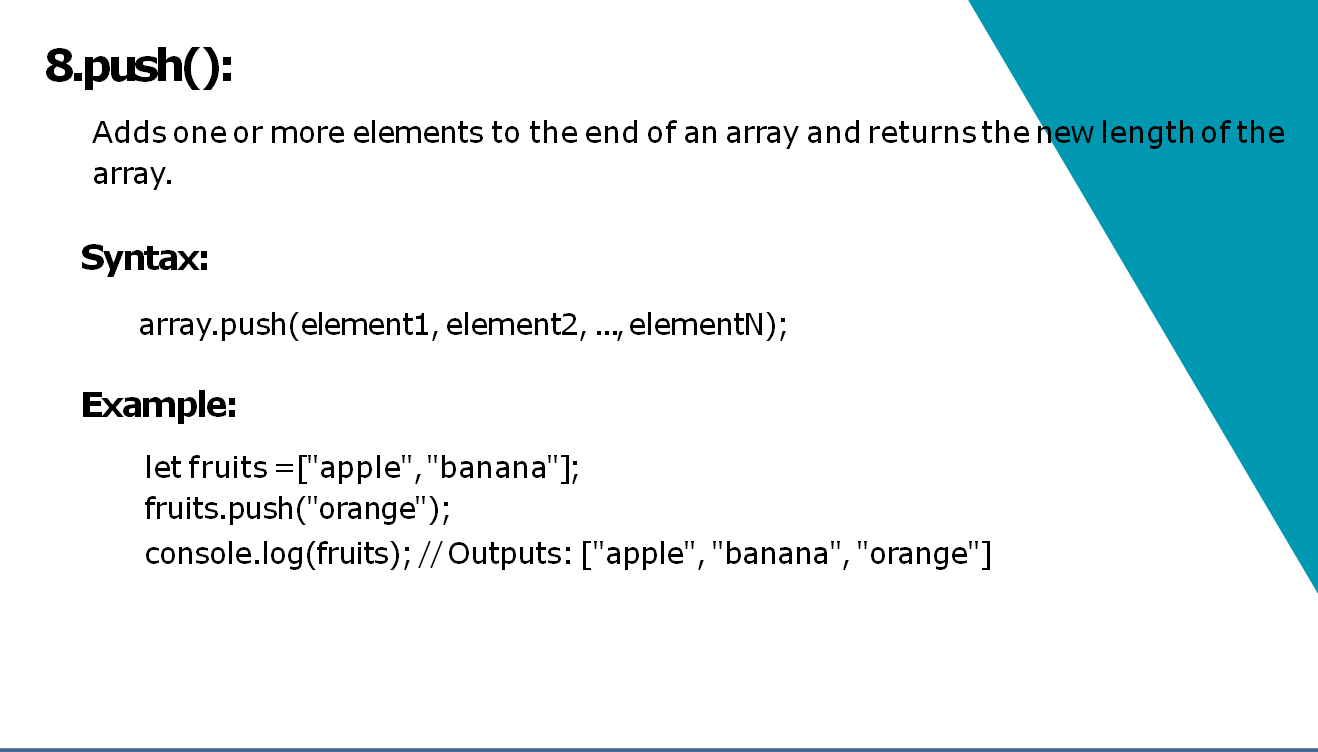 8.push():
Adds one or more elements to the end of an array and returns the new length of the
array.
Syntax:
array.push(element1, element2, ..., elementN);
Example:
let fruits =["apple", "banana"];
fruits.push("orange");
console.log(fruits); // Outputs: ["apple", "banana", "orange"]